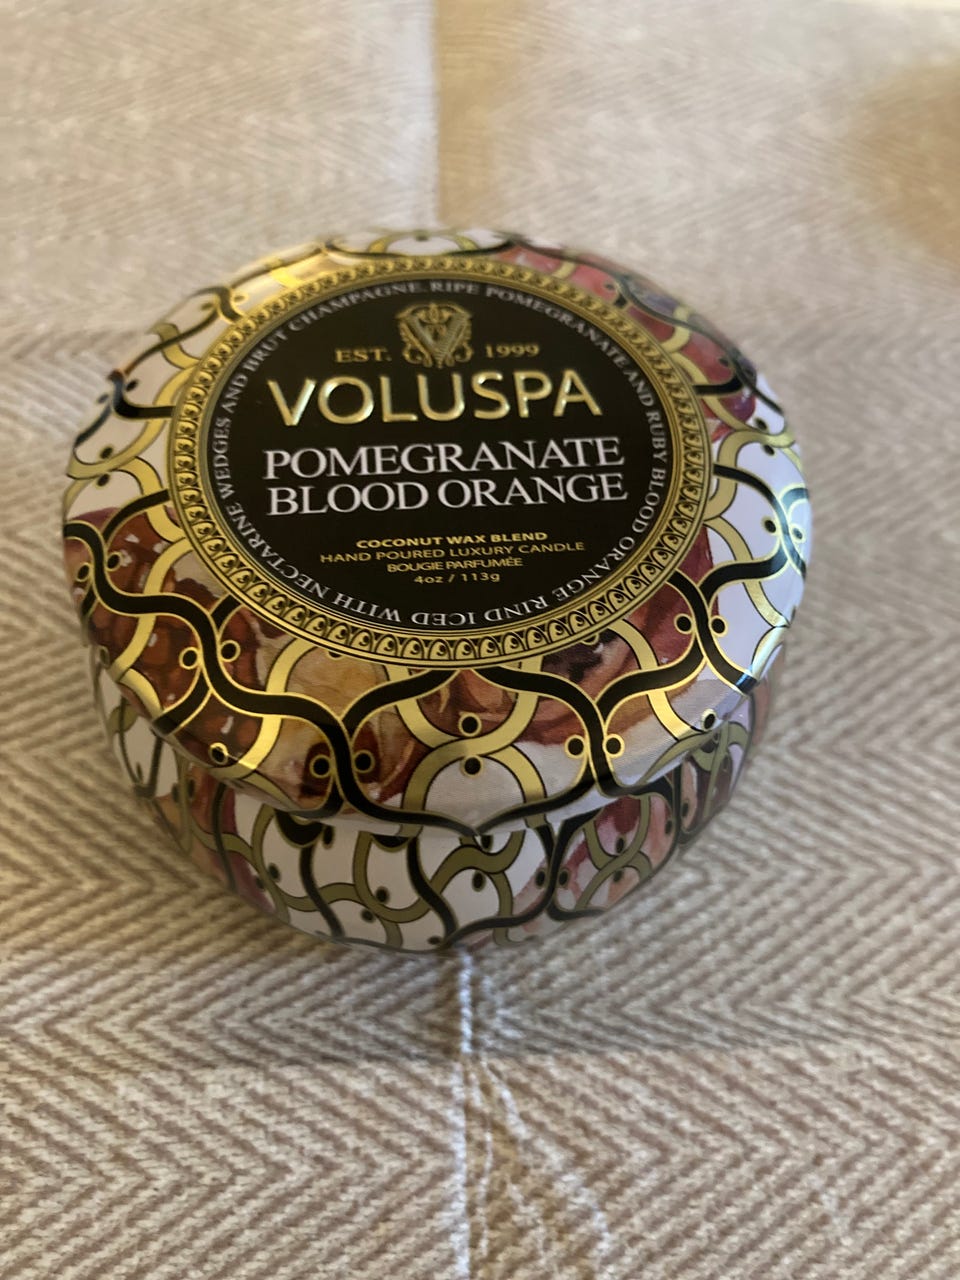 EST. 1999
VOLUSPA
POMEGRANATE
BLOOD ORANGE
COCONUT WAX BLEND
HAND POURED LUXURY CANDLE
BOUGIE PARFUMÉE
4oz / 113g
RIPE POMEGRANATE AND RUBY BLOOD ORANGE RIND ICED WITH NECTARINE WEDGES AND BRUT CHAMPAGNE.